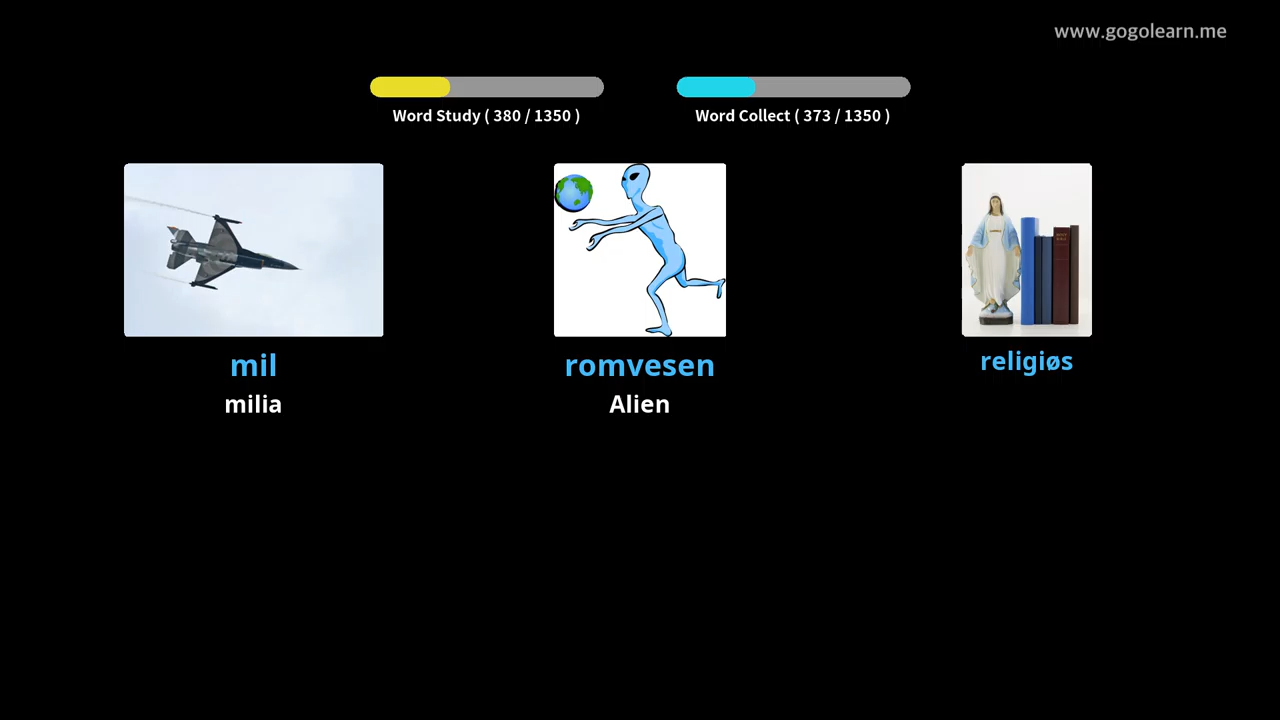 www.gogolearn.me
Word Study ( 380 / 1350 )
Word Collect ( 373 / 1350 )
mil
milia
romvesen
Alien
religiøs